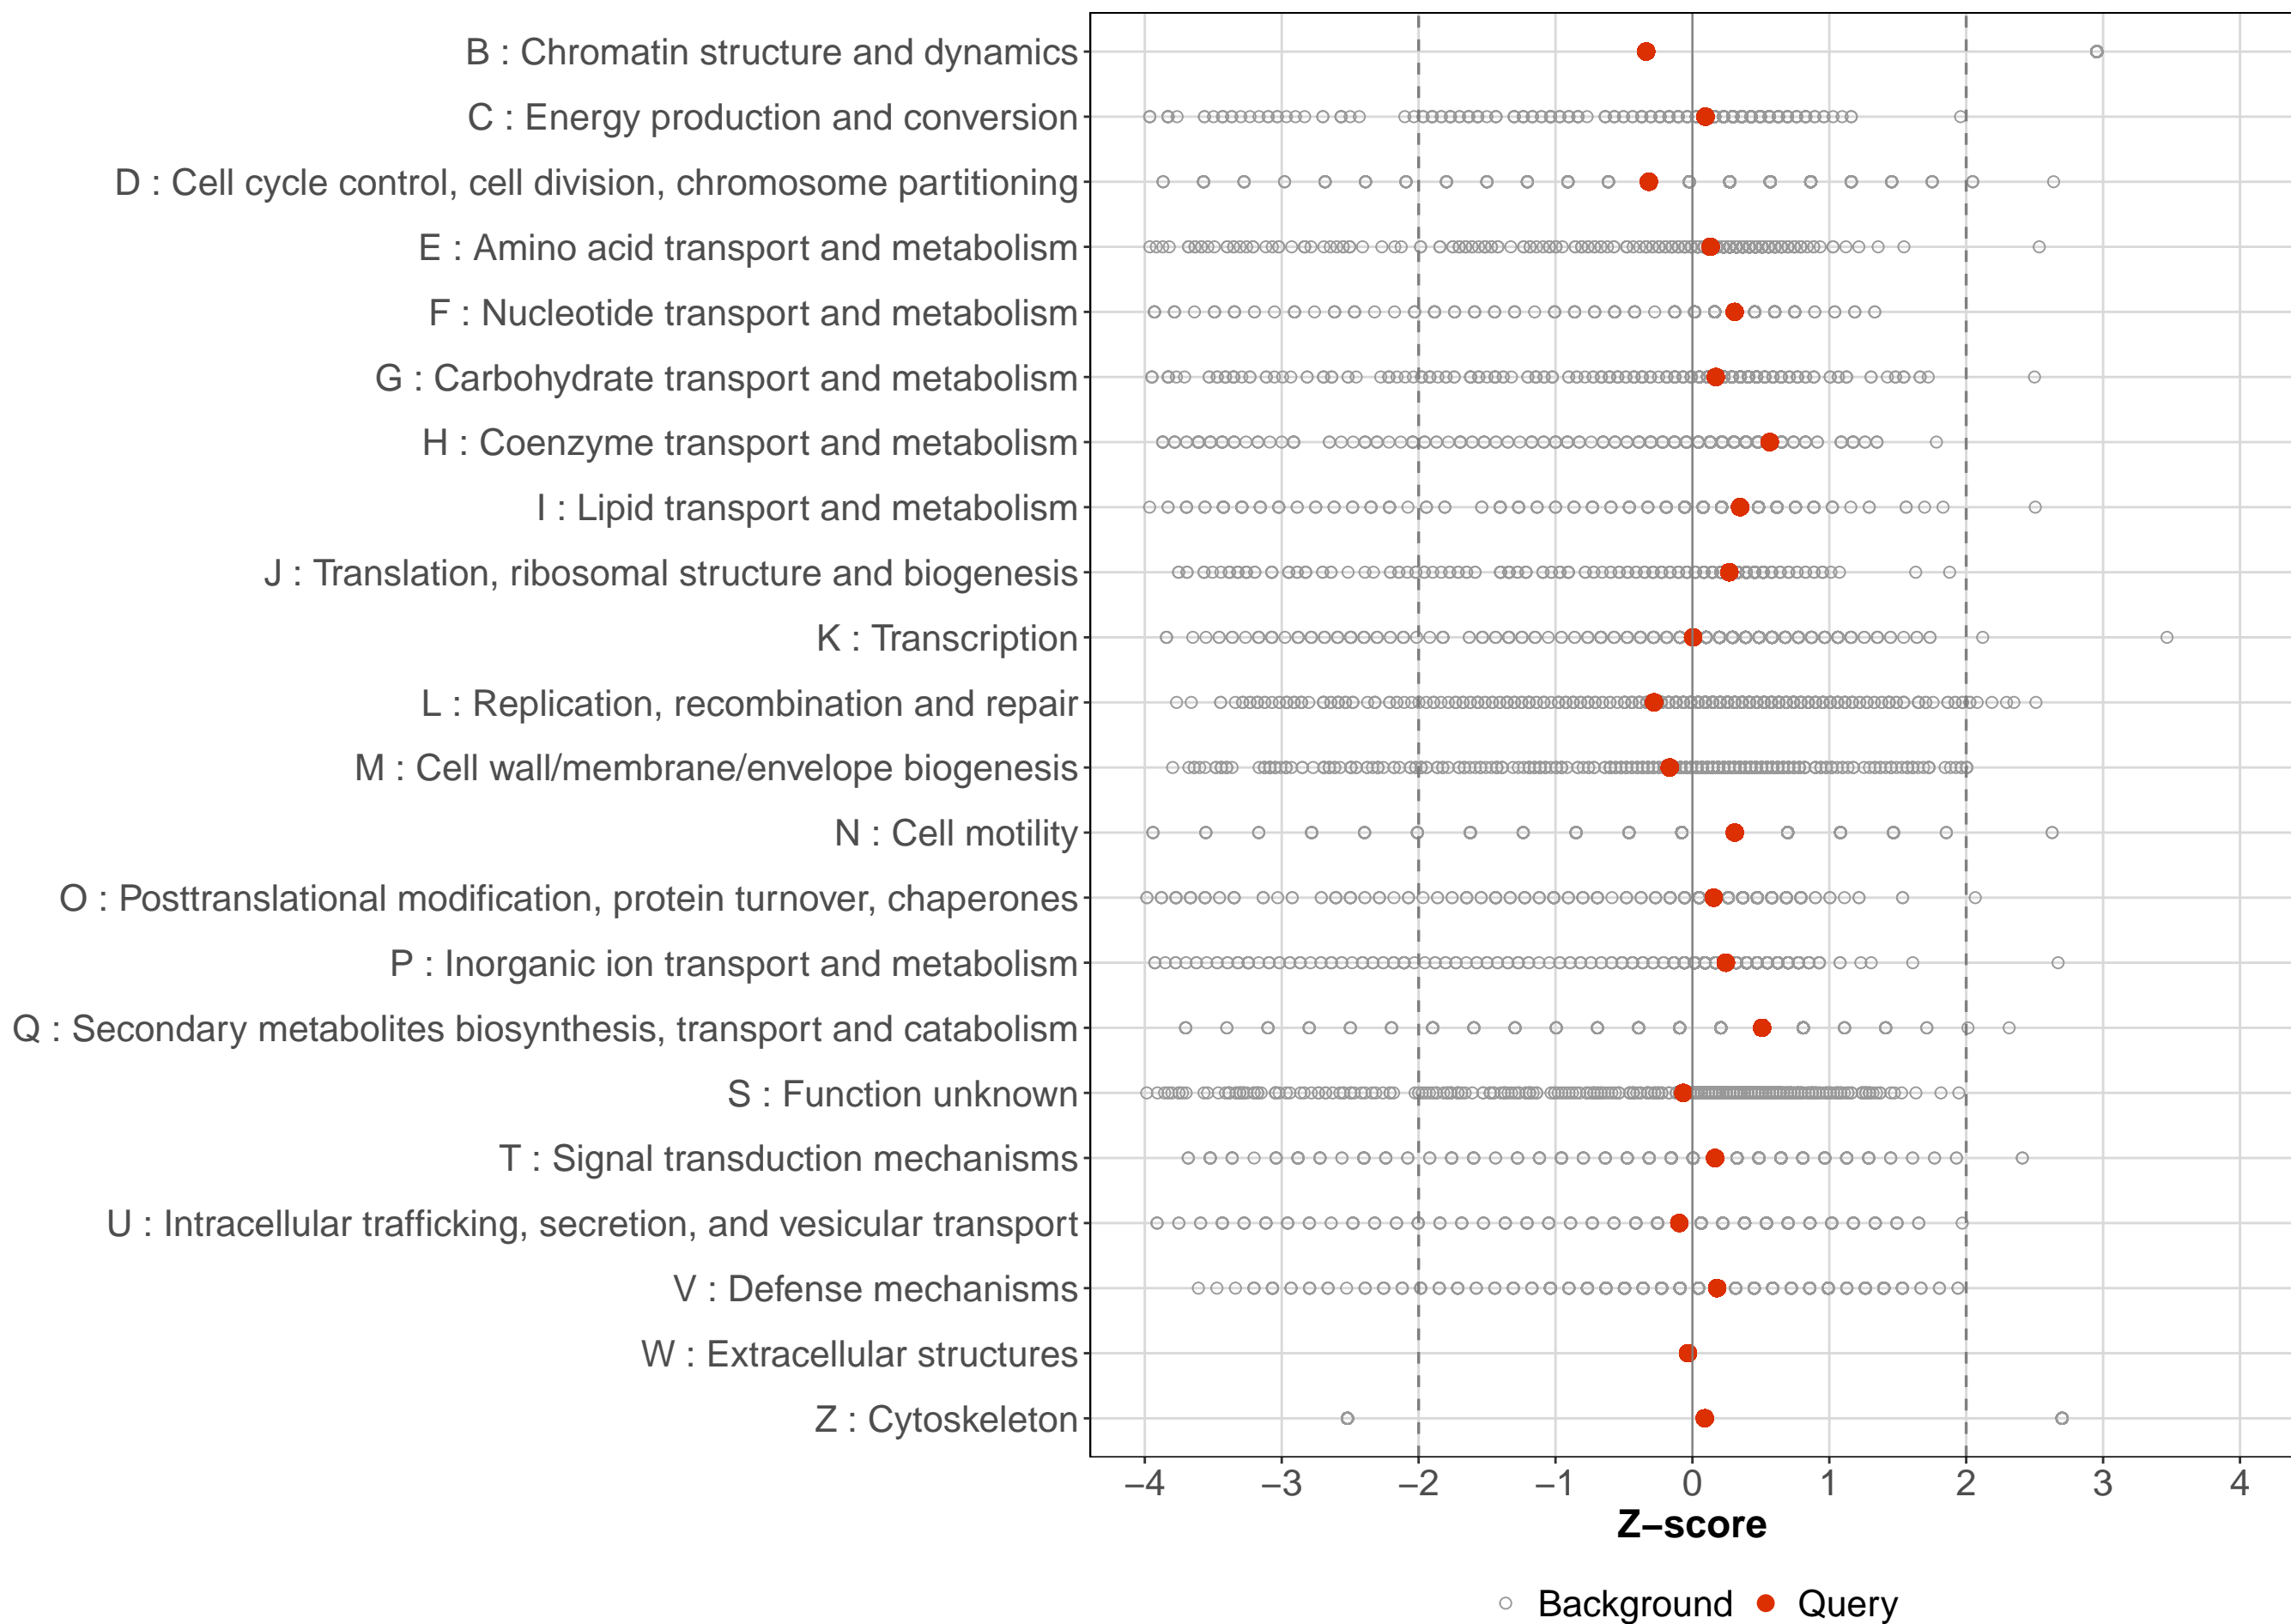 B : Chromatin structure and dynamics
C : Energy production and conversion
D : Cell cycle control, cell division, chromosome partitioning
E : Amino acid transport and metabolism
F : Nucleotide transport and metabolism
G : Carbohydrate transport and metabolism
H : Coenzyme transport and metabolism
I : Lipid transport and metabolism
J : Translation, ribosomal structure and biogenesis
K : Transcription
L : Replication, recombination and repair
M : Cell wall/membrane/envelope biogenesis
N : Cell motility
O : Posttranslational modification, protein turnover, chaperones
P : Inorganic ion transport and metabolism
Q : Secondary metabolites biosynthesis, transport and catabolism
S : Function unknown
T : Signal transduction mechanisms
U : Intracellular trafficking, secretion, and vesicular transport
V : Defense mechanisms
W : Extracellular structures
Z : Cytoskeleton
−4 −3 −2 −1 0 1 2 3 4
Z−score
Background Query